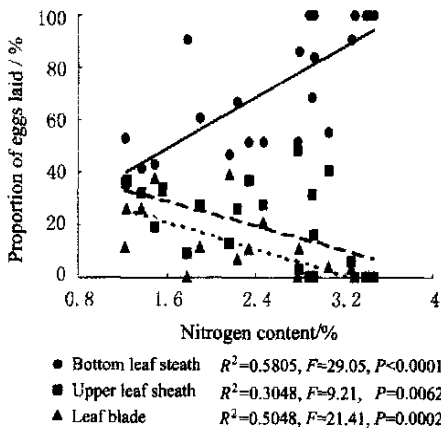 Proportion of eggs laid / %
100
80
60
40
20
0
0.8 1.6 2.4 3.2 4
Nitrogen content/%
● Bottom leaf steath R²=0.5805, F=29.05, P<0.0001
■ Upper leaf sheath R²=0.3048, F=9.21, P=0.0062
▲ Leaf blade R²=0.5048, F=21.41, P=0.0002